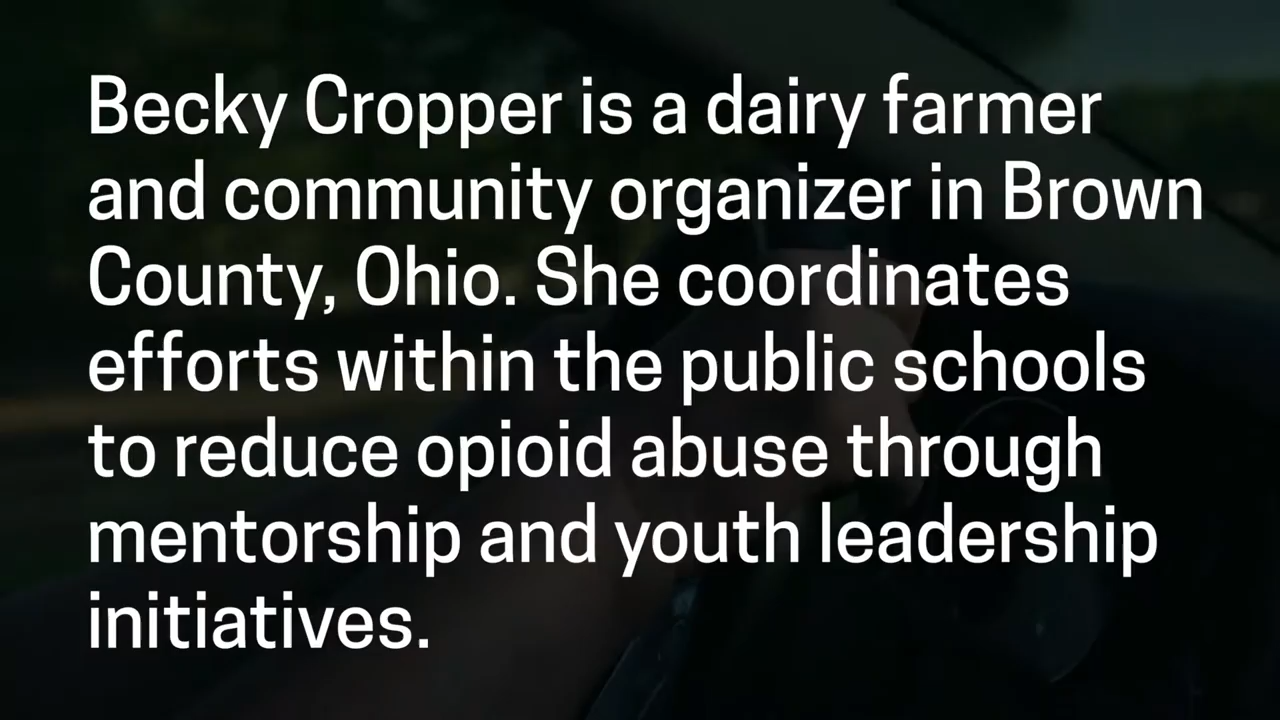 Becky Cropper is a dairy farmer
and community organizer in Brown
County, Ohio. She coordinates
efforts within the public schools
to reduce opioid abuse through
mentorship and youth leadership
initiatives.